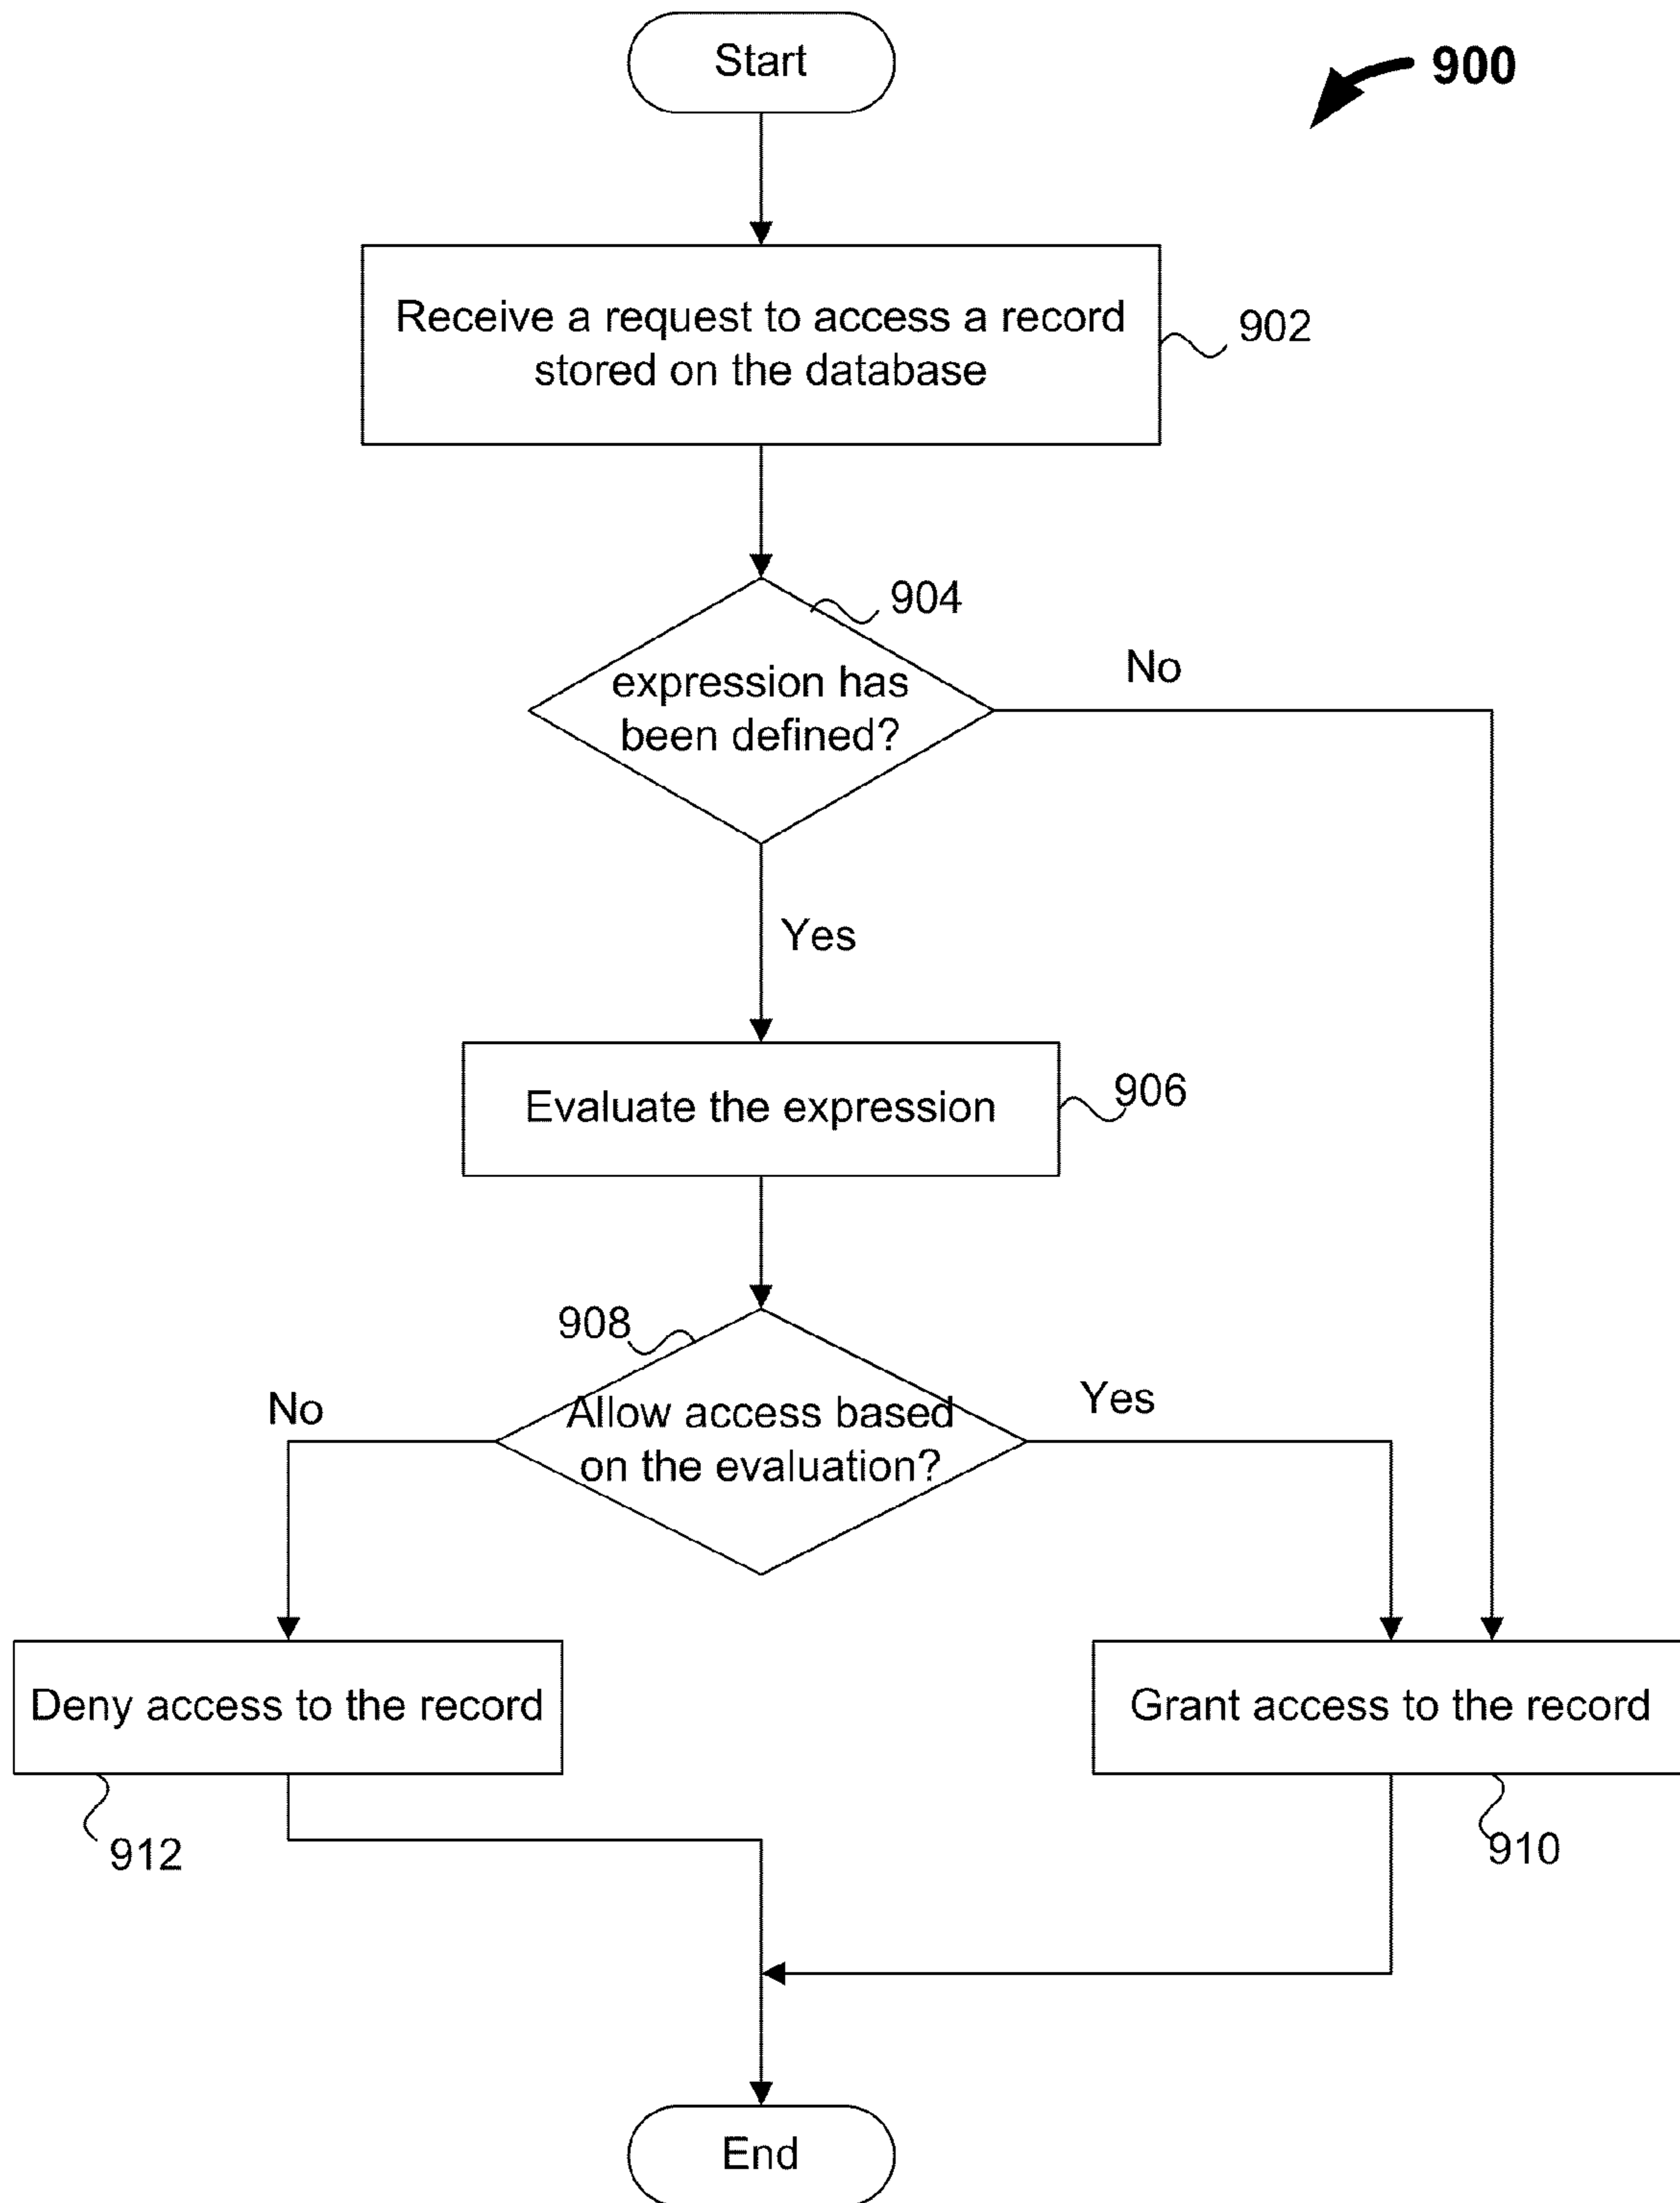 Start
900
Receive a request to access a record
stored on the database
902
904
expression has
been defined?
No
Yes
Evaluate the expression
906
908
No
Allow access based
on the evaluation?
Yes
Deny access to the record
Grant access to the record
912
910
End